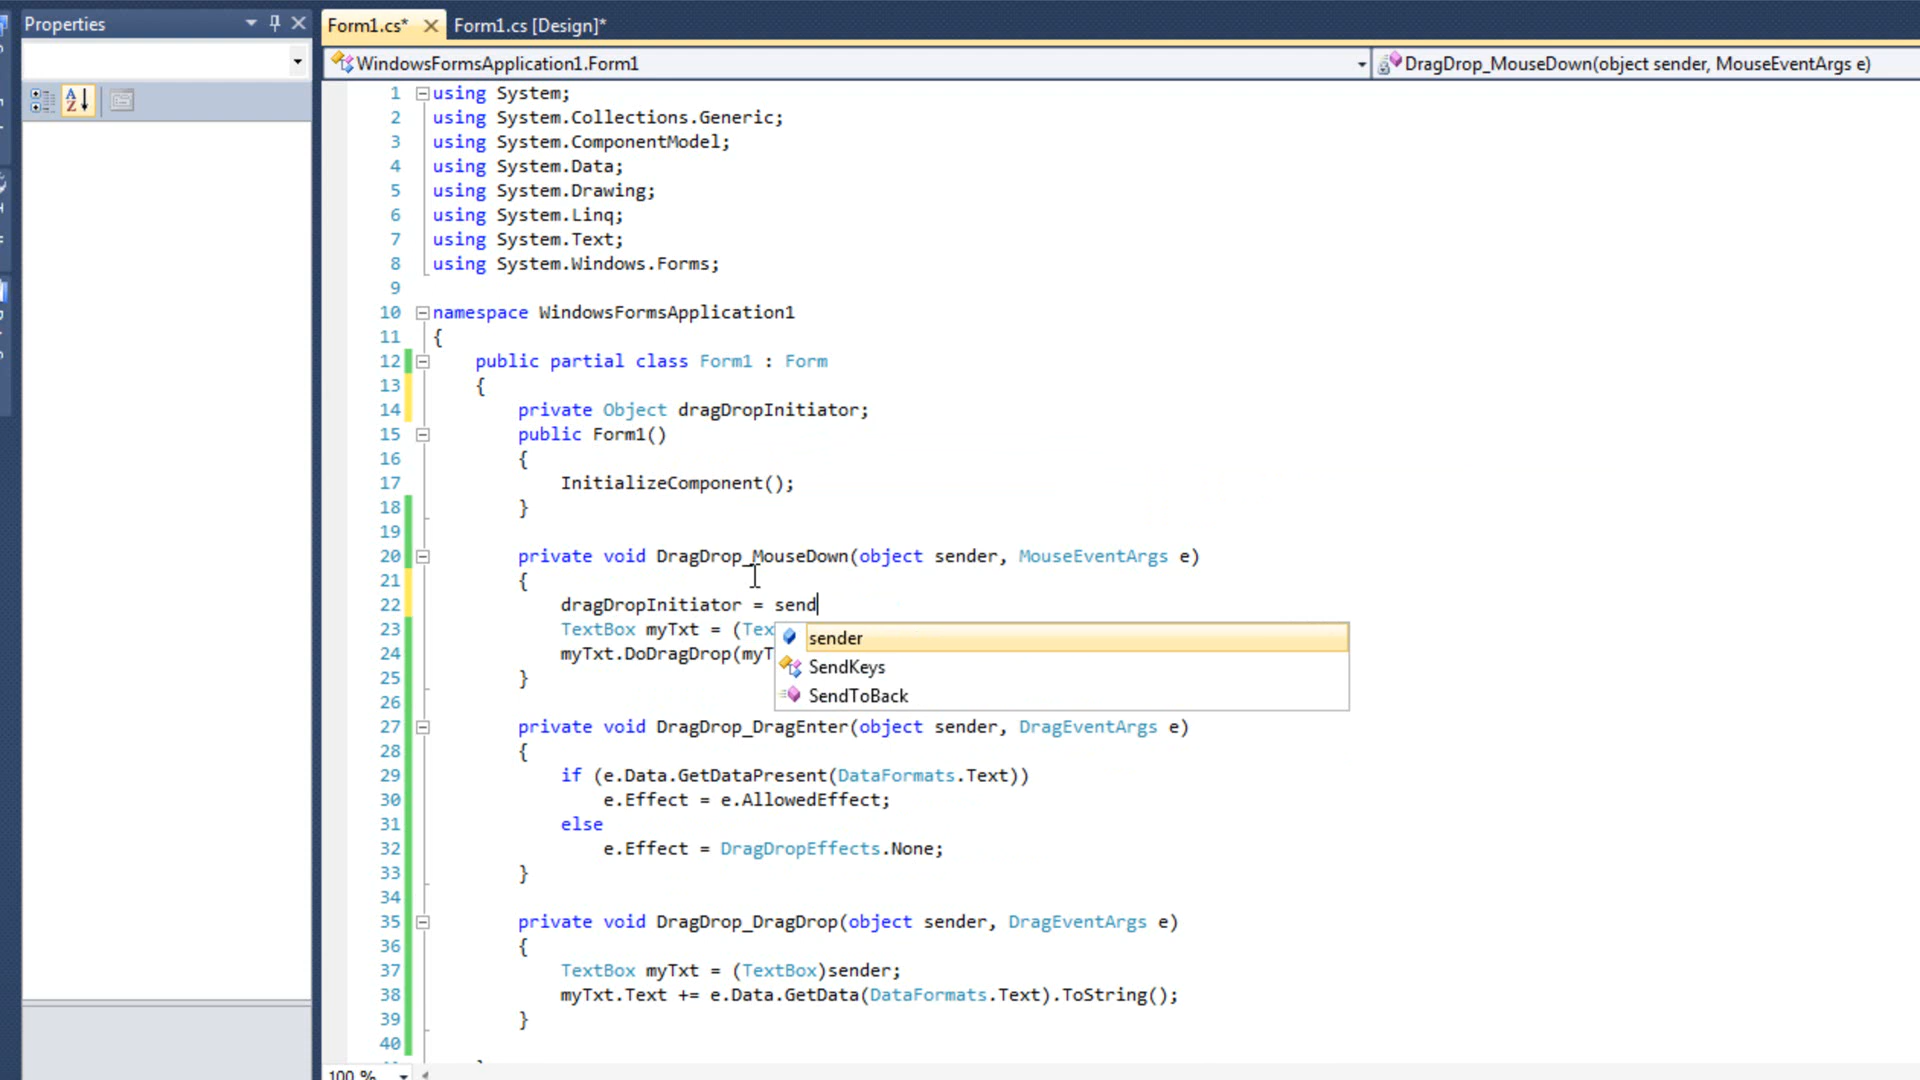 Properties
Form1.cs* Form1.cs [Design]*
WindowsFormsApplication1.Form1 DragDrop_MouseDown(object sender, MouseEventArgs e)
1 using System;
2 using System.Collections.Generic;
3 using System.ComponentModel;
4 using System.Data;
5 using System.Drawing;
6 using System.Linq;
7 using System.Text;
8 using System.Windows.Forms;
9
10 namespace WindowsFormsApplication1
11 {
12 public partial class Form1 : Form
13 {
14 private Object dragDropInitiator;
15 public Form1()
16 {
17 InitializeComponent();
18 }
19
20 private void DragDrop_MouseDown(object sender, MouseEventArgs e)
21 {
22 dragDropInitiator = send
23 TextBox myTxt = (Tex
24 myTxt.DoDragDrop(myT
sender
SendKeys
SendToBack
25 }
26
27 private void DragDrop_DragEnter(object sender, DragEventArgs e)
28 {
29 if (e.Data.GetDataPresent(DataFormats.Text))
30 e.Effect = e.AllowedEffect;
31 else
32 e.Effect = DragDropEffects.None;
33 }
34
35 private void DragDrop_DragDrop(object sender, DragEventArgs e)
36 {
37 TextBox myTxt = (TextBox)sender;
38 myTxt.Text += e.Data.GetData(DataFormats.Text).ToString();
39 }
40
100 %